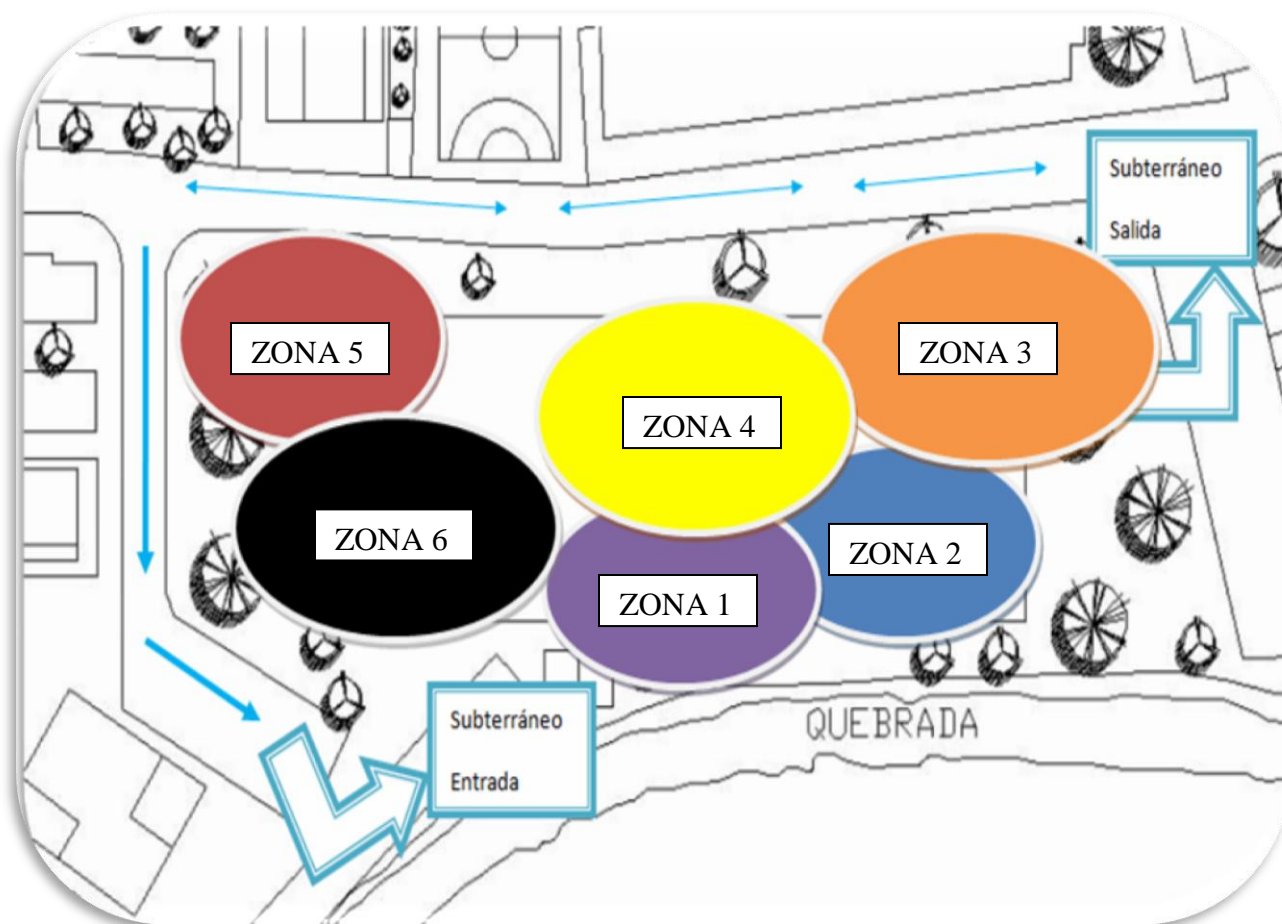 Subterráneo
Salida
ZONA 5
ZONA 3
ZONA 4
ZONA 6
ZONA 2
ZONA 1
Subterráneo
Entrada
QUEBRADA